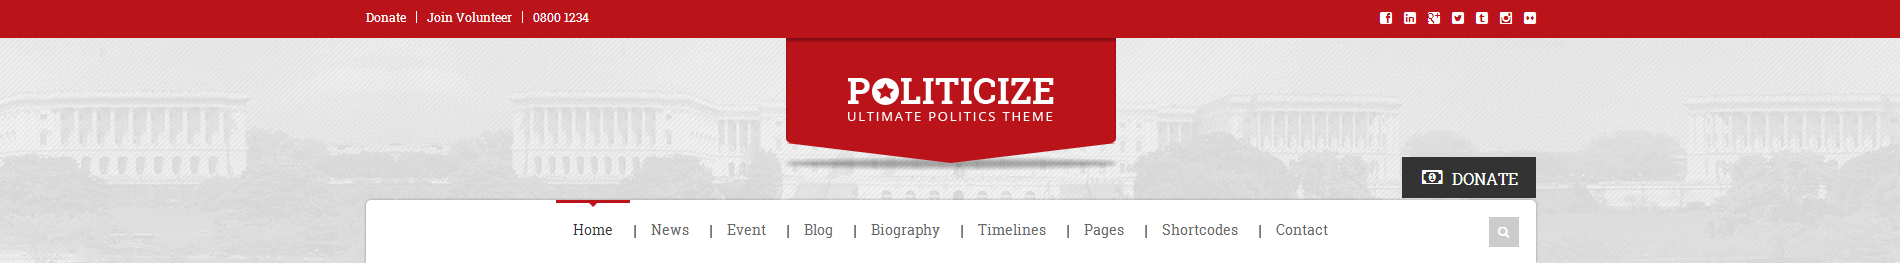 Donate | Join Volunteer | 0800 1234
POLITICIZE
ULTIMATE POLITICS THEME
DONATE
Home | News | Event | Blog | Biography | Timelines | Pages | Shortcodes | Contact